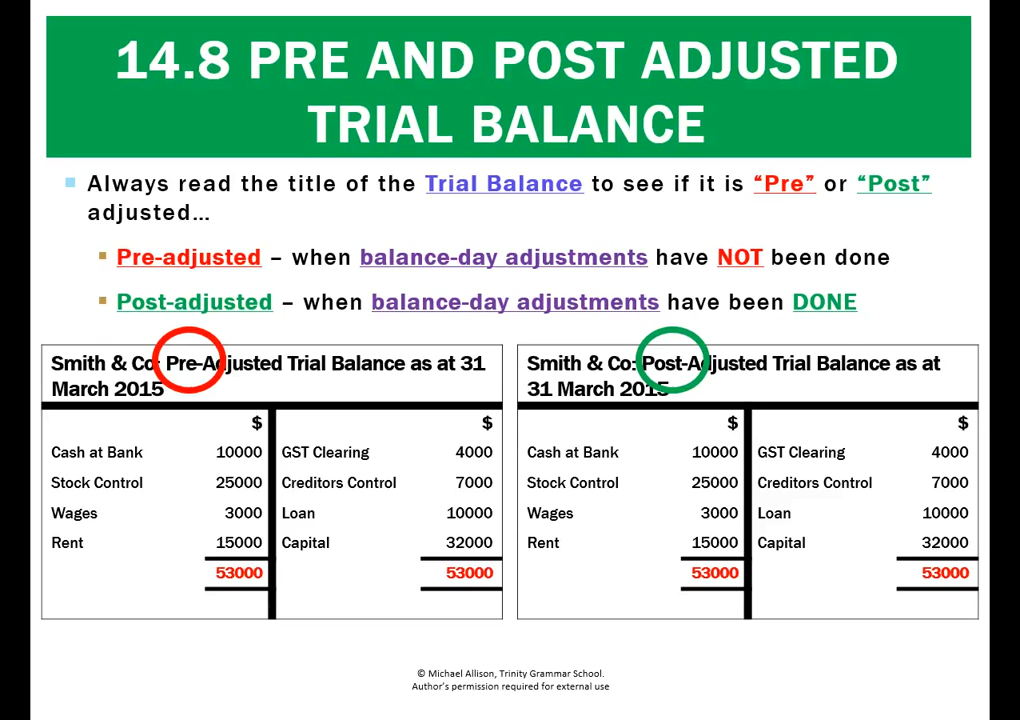 14.8 PRE AND POST ADJUSTED
TRIAL BALANCE
Always read the title of the Trial Balance to see if it is “Pre” or “Post”
adjusted…
Pre-adjusted – when balance-day adjustments have NOT been done
Post-adjusted – when balance-day adjustments have been DONE
Smith & Co: Pre-Adjusted Trial Balance as at 31
March 2015
$ $
Cash at Bank 10000 GST Clearing 4000
Stock Control 25000 Creditors Control 7000
Wages 3000 Loan 10000
Rent 15000 Capital 32000
53000 53000
Smith & Co: Post-Adjusted Trial Balance as at
31 March 2015
$ $
Cash at Bank 10000 GST Clearing 4000
Stock Control 25000 Creditors Control 7000
Wages 3000 Loan 10000
Rent 15000 Capital 32000
53000 53000
© Michael Allison, Trinity Grammar School.
Author’s permission required for external use